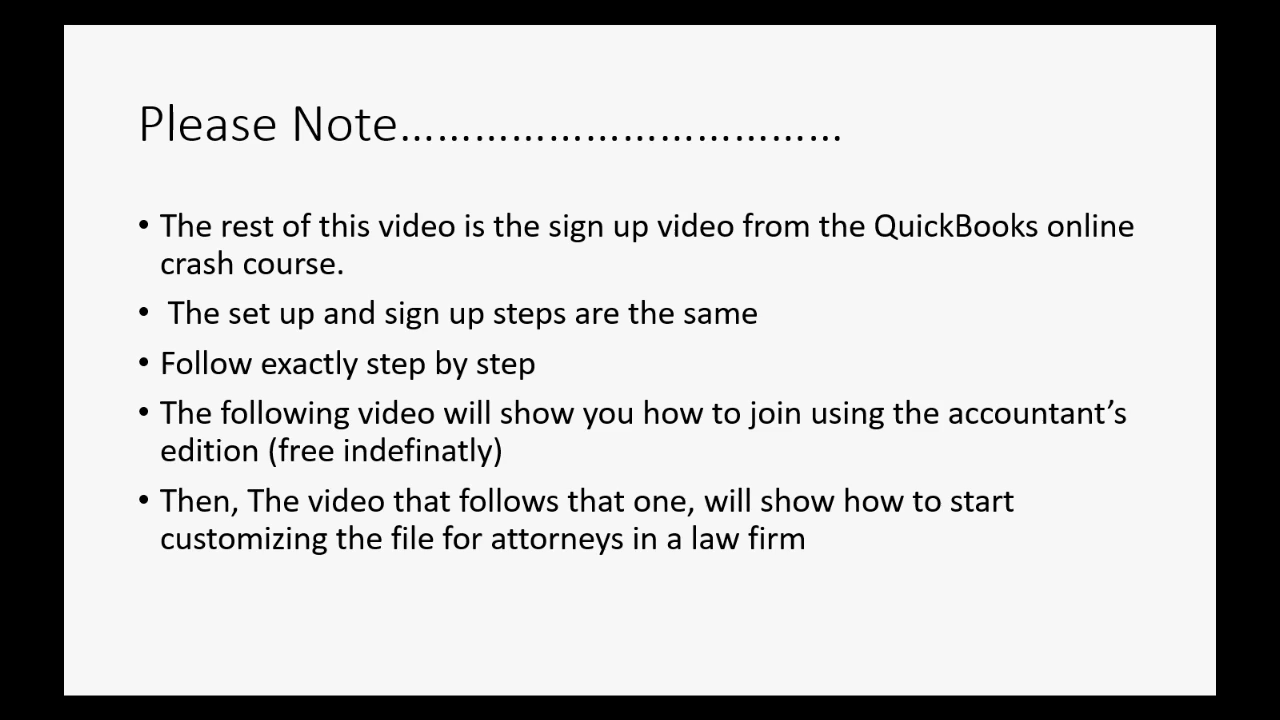 Please Note....................................
• The rest of this video is the sign up video from the QuickBooks online
crash course.
•  The set up and sign up steps are the same
• Follow exactly step by step
• The following video will show you how to join using the accountant’s
edition (free indefinatly)
• Then, The video that follows that one, will show how to start
customizing the file for attorneys in a law firm